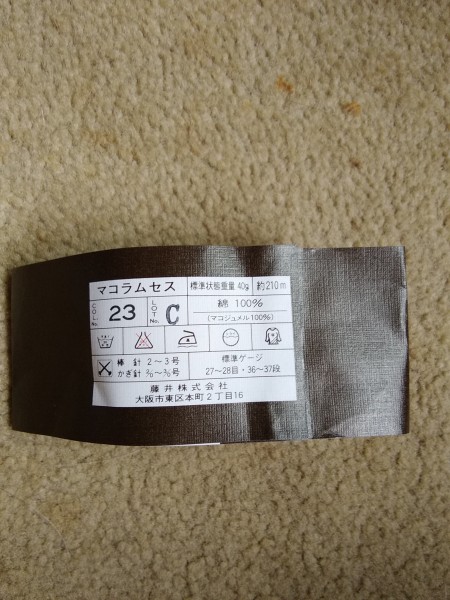 マコラムセス 標準状態重量 40g 約210m
COL No. 23 LOT No. C 綿 100%
(マコジュメル100%)
棒針 2〜3号 標準ゲージ
かぎ針 2/0〜3/0号 27〜28目・36〜37段
藤井株式会社
大阪市東区本町2丁目16